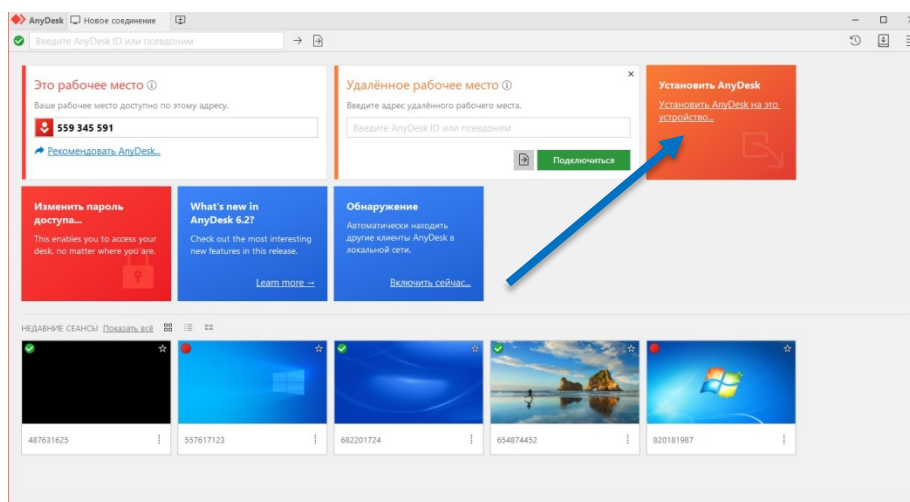 AnyDesk Новое соединение
Введите AnyDesk ID или псевдоним
Это рабочее место
Ваше рабочее место доступно по этому адресу.
559 345 591
Рекомендовать AnyDesk...
Удалённое рабочее место
Введите адрес удалённого рабочего места.
Введите AnyDesk ID или псевдоним
Подключиться
Установить AnyDesk
Установить AnyDesk на это
устройство...
Изменить пароль
доступа...
This enables you to access your
desk, no matter where you are.
What's new in
AnyDesk 6.2?
Check out the most interesting
new features in this release.
Learn more →
Обнаружение
Автоматически находить
другие клиенты AnyDesk в
локальной сети.
Включить сейчас...
НЕДАВНИЕ СЕАНСЫ Показать всё
487631625
557617123
682201724
654874452
820181987